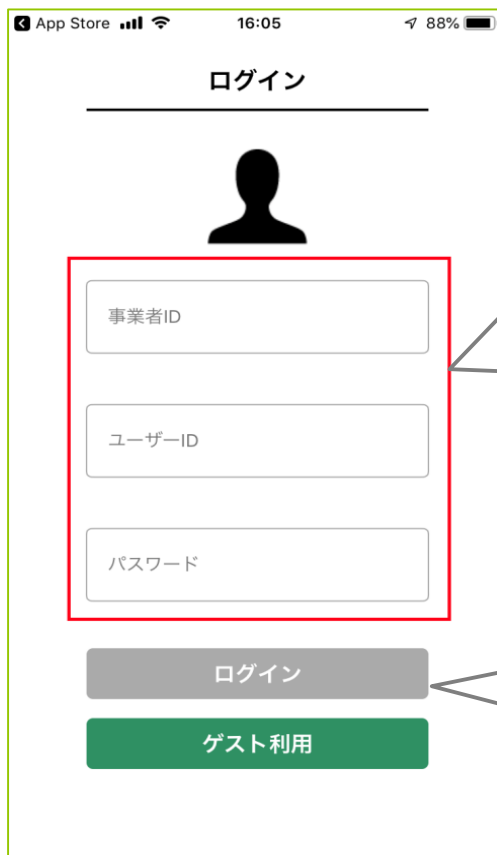 App Store 16:05 88%
ログイン
事業者ID
ユーザーID
パスワード
ログイン
ゲスト利用